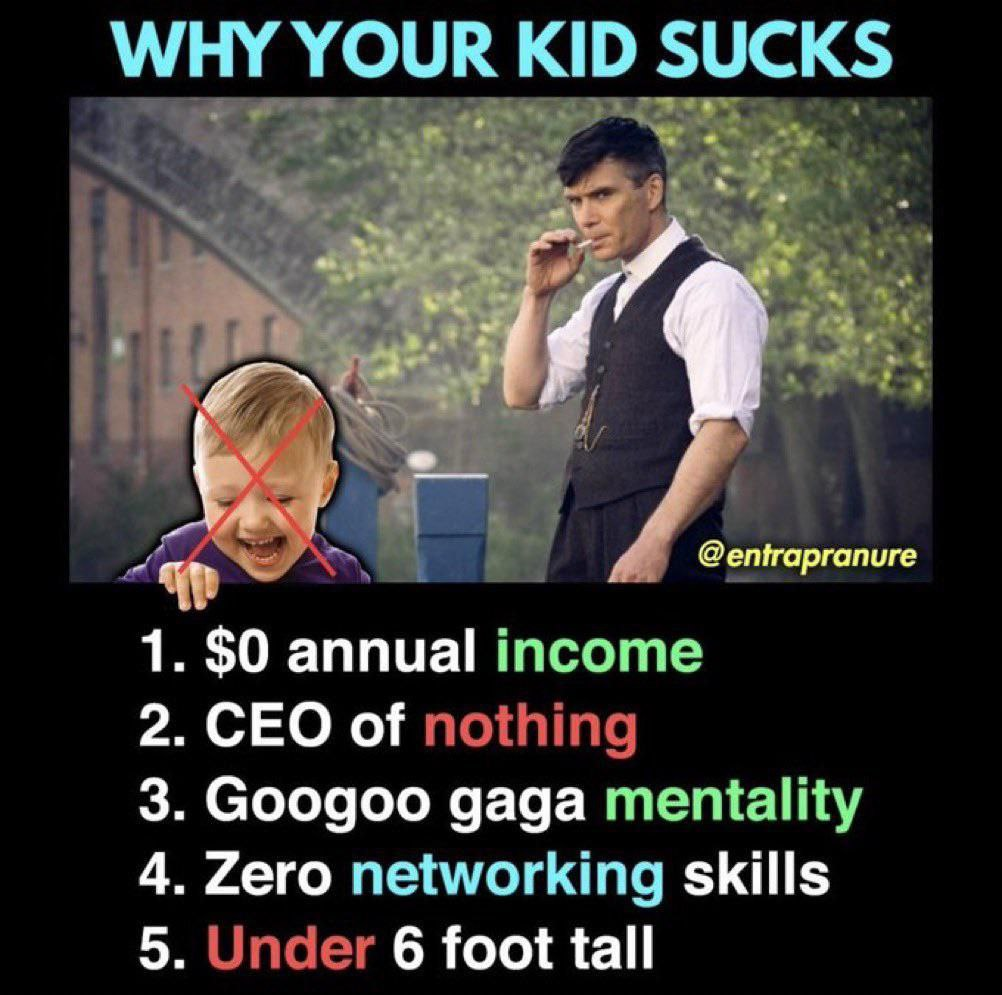 WHY YOUR KID SUCKS
@entrapranure
1. $0 annual income
2. CEO of nothing
3. Googoo gaga mentality
4. Zero networking skills
5. Under 6 foot tall